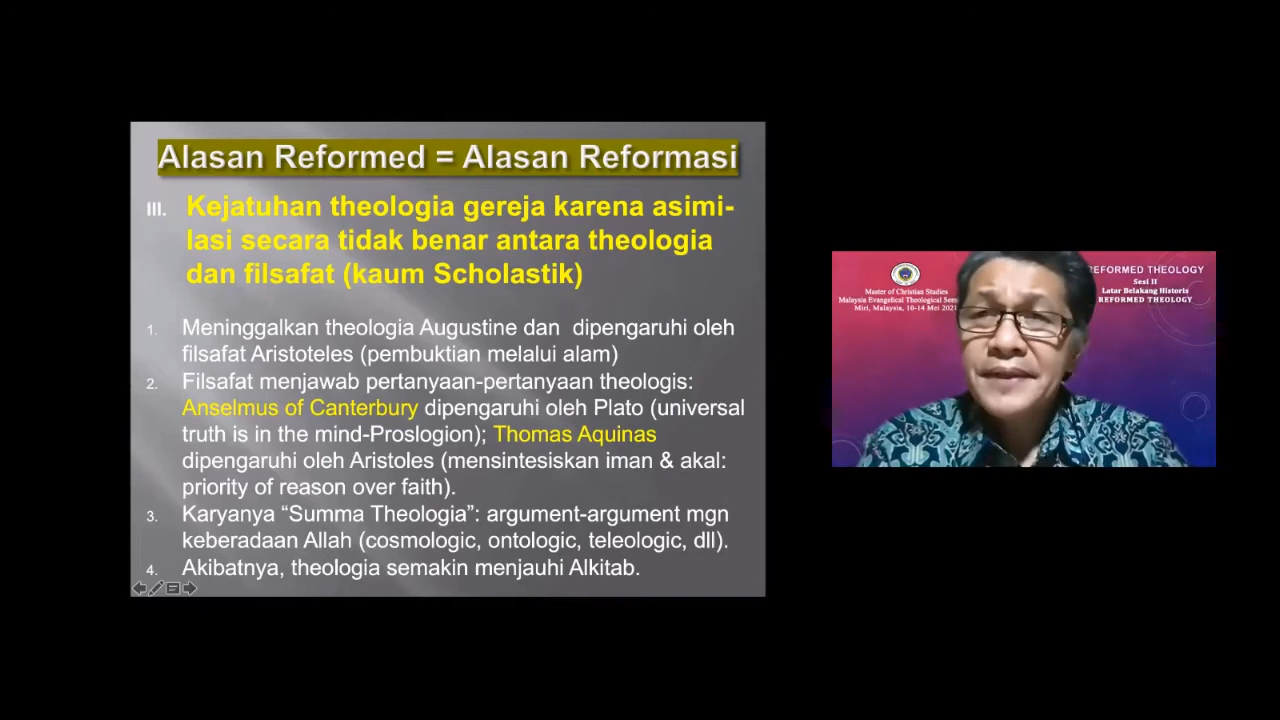 Alasan Reformed = Alasan Reformasi
III. Kejatuhan theologia gereja karena asimi-
lasi secara tidak benar antara theologia
dan filsafat (kaum Scholastik)
1. Meninggalkan theologia Augustine dan dipengaruhi oleh
filsafat Aristoteles (pembuktian melalui alam)
2. Filsafat menjawab pertanyaan-pertanyaan theologis:
Anselmus of Canterbury dipengaruhi oleh Plato (universal
truth is in the mind-Proslogion); Thomas Aquinas
dipengaruhi oleh Aristoles (mensintesiskan iman & akal:
priority of reason over faith).
3. Karyanya “Summa Theologia”: argument-argument mgn
keberadaan Allah (cosmologic, ontologic, teleologic, dll).
4. Akibatnya, theologia semakin menjauhi Alkitab.
Master of Christian Studies
Malaysia Evangelical Theological
Miri, Malaysia, 10-14 Mei 2021
EFORMED THEOLOGY
Sesi II
Latar Belakang Historis
REFORMED THEOLOGY